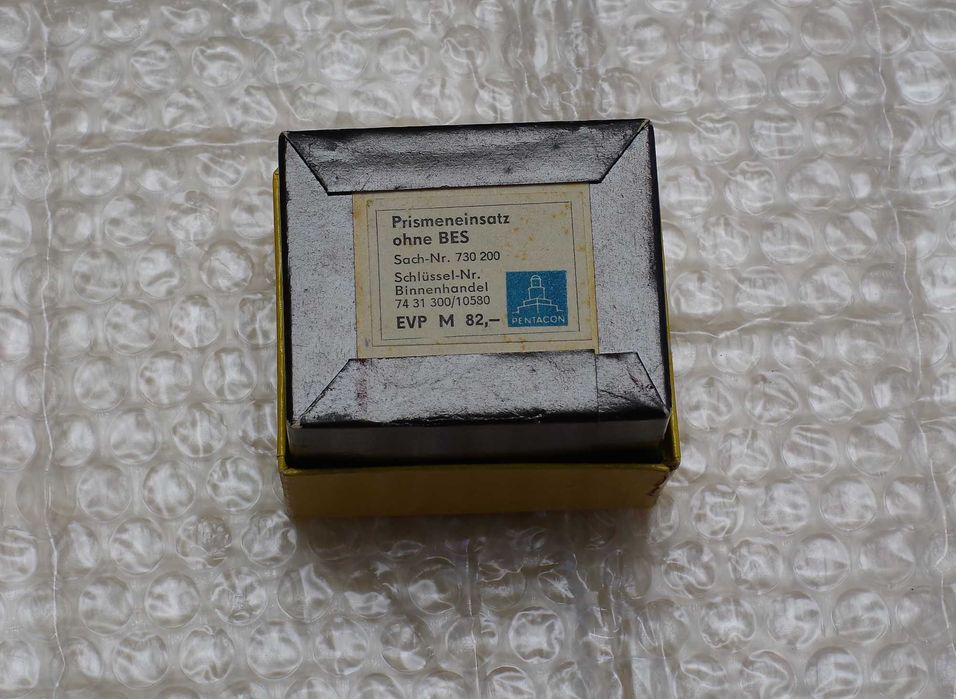 Prismeneinsatz
ohne BES
Sach-Nr. 730 200
Schlüssel-Nr.
Binnenhandel
74 31 300/10580
EVP M 82,–
PENTACON